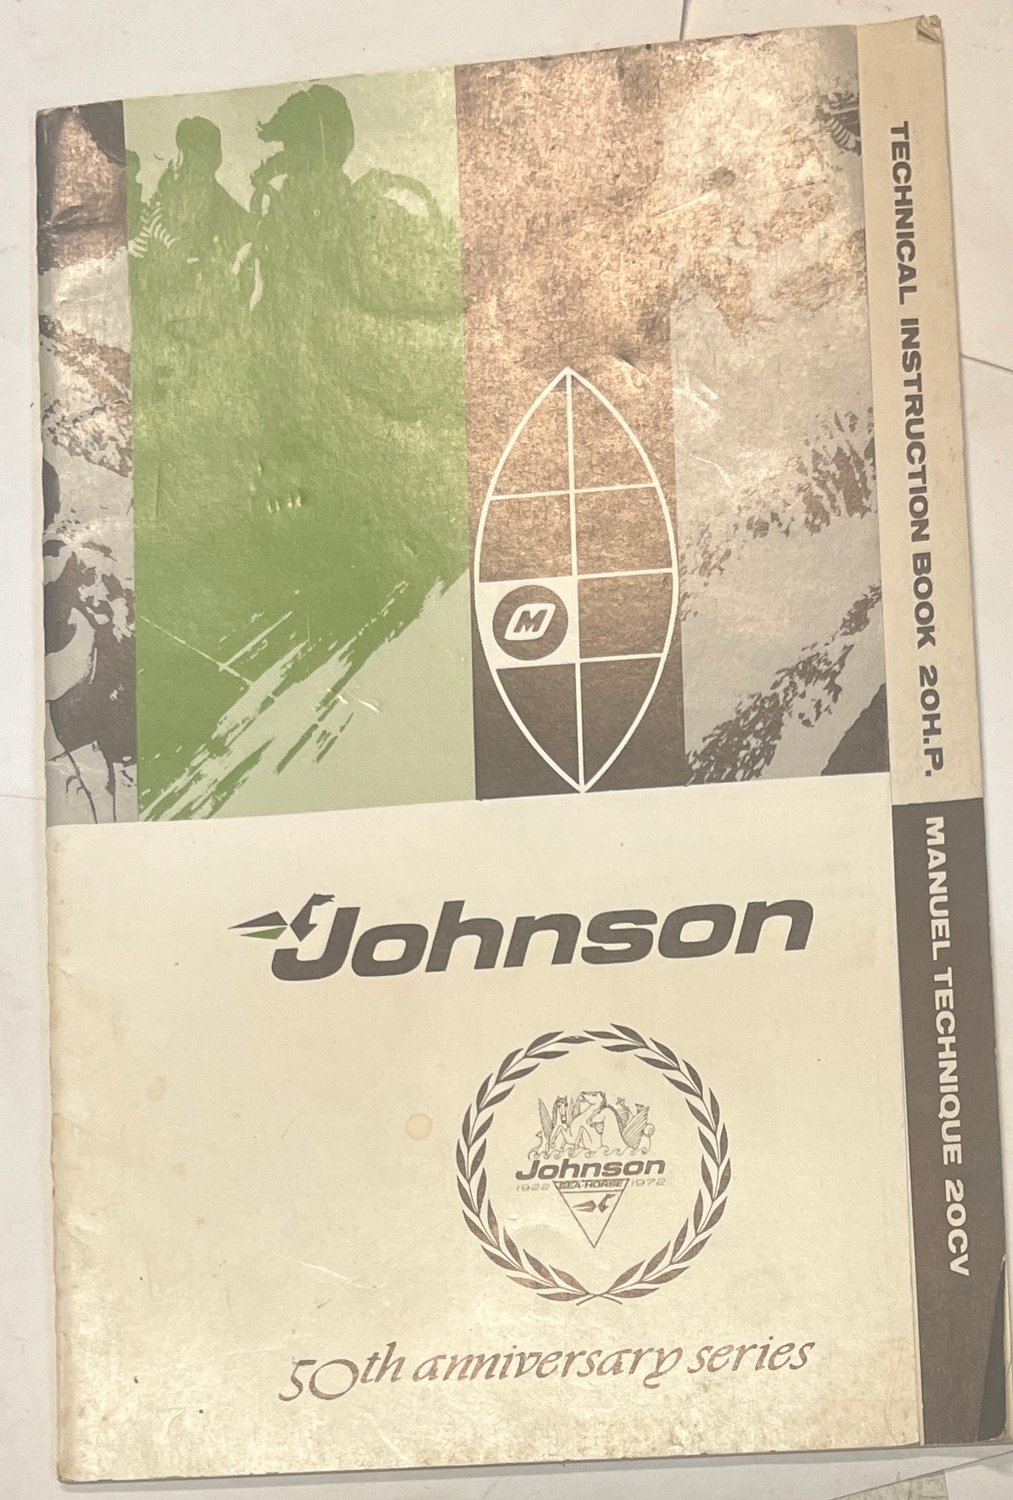 M
Johnson
Johnson
1922 SEA-HORSE 1972
50th anniversary series
TECHNICAL INSTRUCTION BOOK 20H.P.
MANUEL TECHNIQUE 20CV